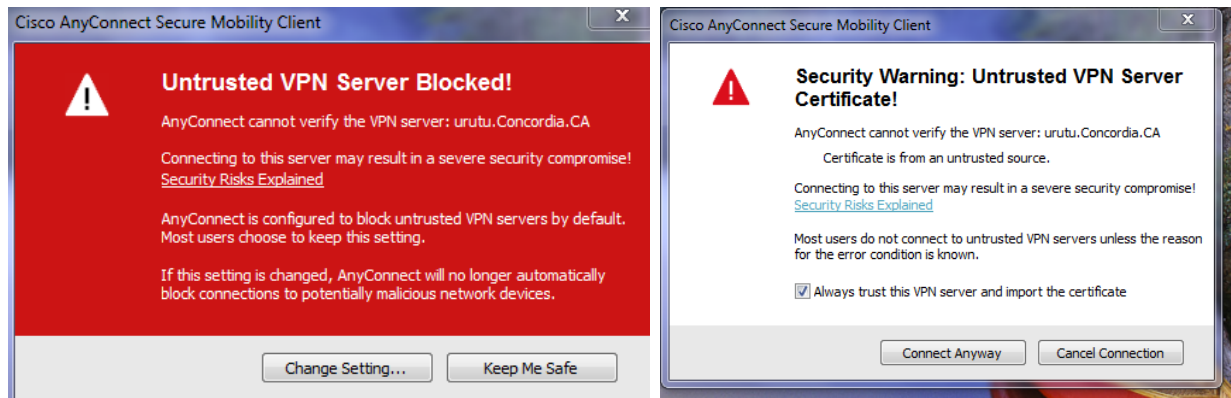 Cisco AnyConnect Secure Mobility Client
X
Untrusted VPN Server Blocked!
AnyConnect cannot verify the VPN server: urutu.Concordia.CA
Connecting to this server may result in a severe security compromise!
Security Risks Explained
AnyConnect is configured to block untrusted VPN servers by default.
Most users choose to keep this setting.
If this setting is changed, AnyConnect will no longer automatically
block connections to potentially malicious network devices.
Change Setting...
Keep Me Safe
Cisco AnyConnect Secure Mobility Client
X
Security Warning: Untrusted VPN Server
Certificate!
AnyConnect cannot verify the VPN server: urutu.Concordia.CA
Certificate is from an untrusted source.
Connecting to this server may result in a severe security compromise!
Security Risks Explained
Most users do not connect to untrusted VPN servers unless the reason
for the error condition is known.
Always trust this VPN server and import the certificate
Connect Anyway
Cancel Connection